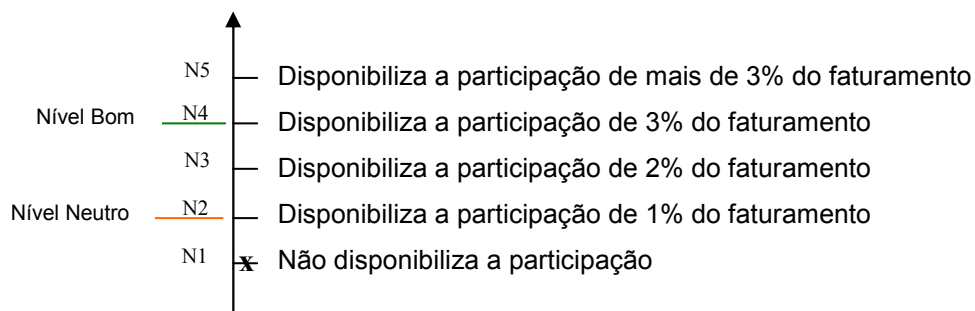 N5 Disponibiliza a participação de mais de 3% do faturamento
Nível Bom N4 Disponibiliza a participação de 3% do faturamento
N3 Disponibiliza a participação de 2% do faturamento
Nível Neutro N2 Disponibiliza a participação de 1% do faturamento
N1 x Não disponibiliza a participação